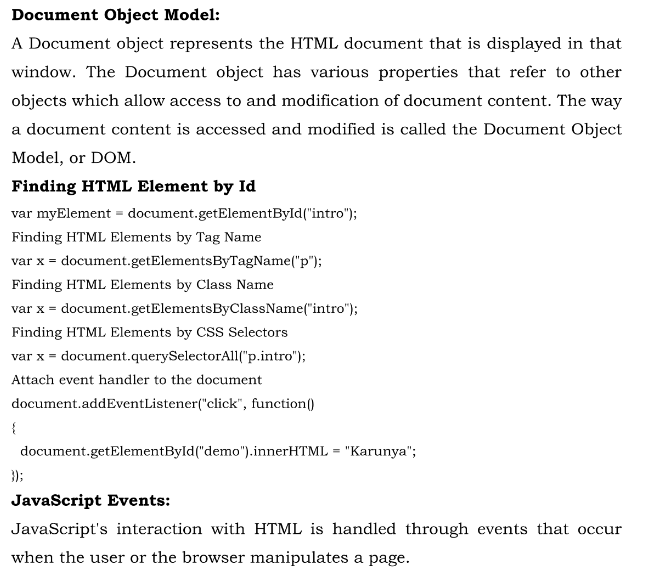 Document Object Model:
A Document object represents the HTML document that is displayed in that
window. The Document object has various properties that refer to other
objects which allow access to and modification of document content. The way
a document content is accessed and modified is called the Document Object
Model, or DOM.
Finding HTML Element by Id
var myElement = document.getElementById("intro");
Finding HTML Elements by Tag Name
var x = document.getElementsByTagName("p");
Finding HTML Elements by Class Name
var x = document.getElementsByClassName("intro");
Finding HTML Elements by CSS Selectors
var x = document.querySelectorAll("p.intro");
Attach event handler to the document
document.addEventListener("click", function()
{
document.getElementById("demo").innerHTML = "Karunya";
});
JavaScript Events:
JavaScript's interaction with HTML is handled through events that occur
when the user or the browser manipulates a page.